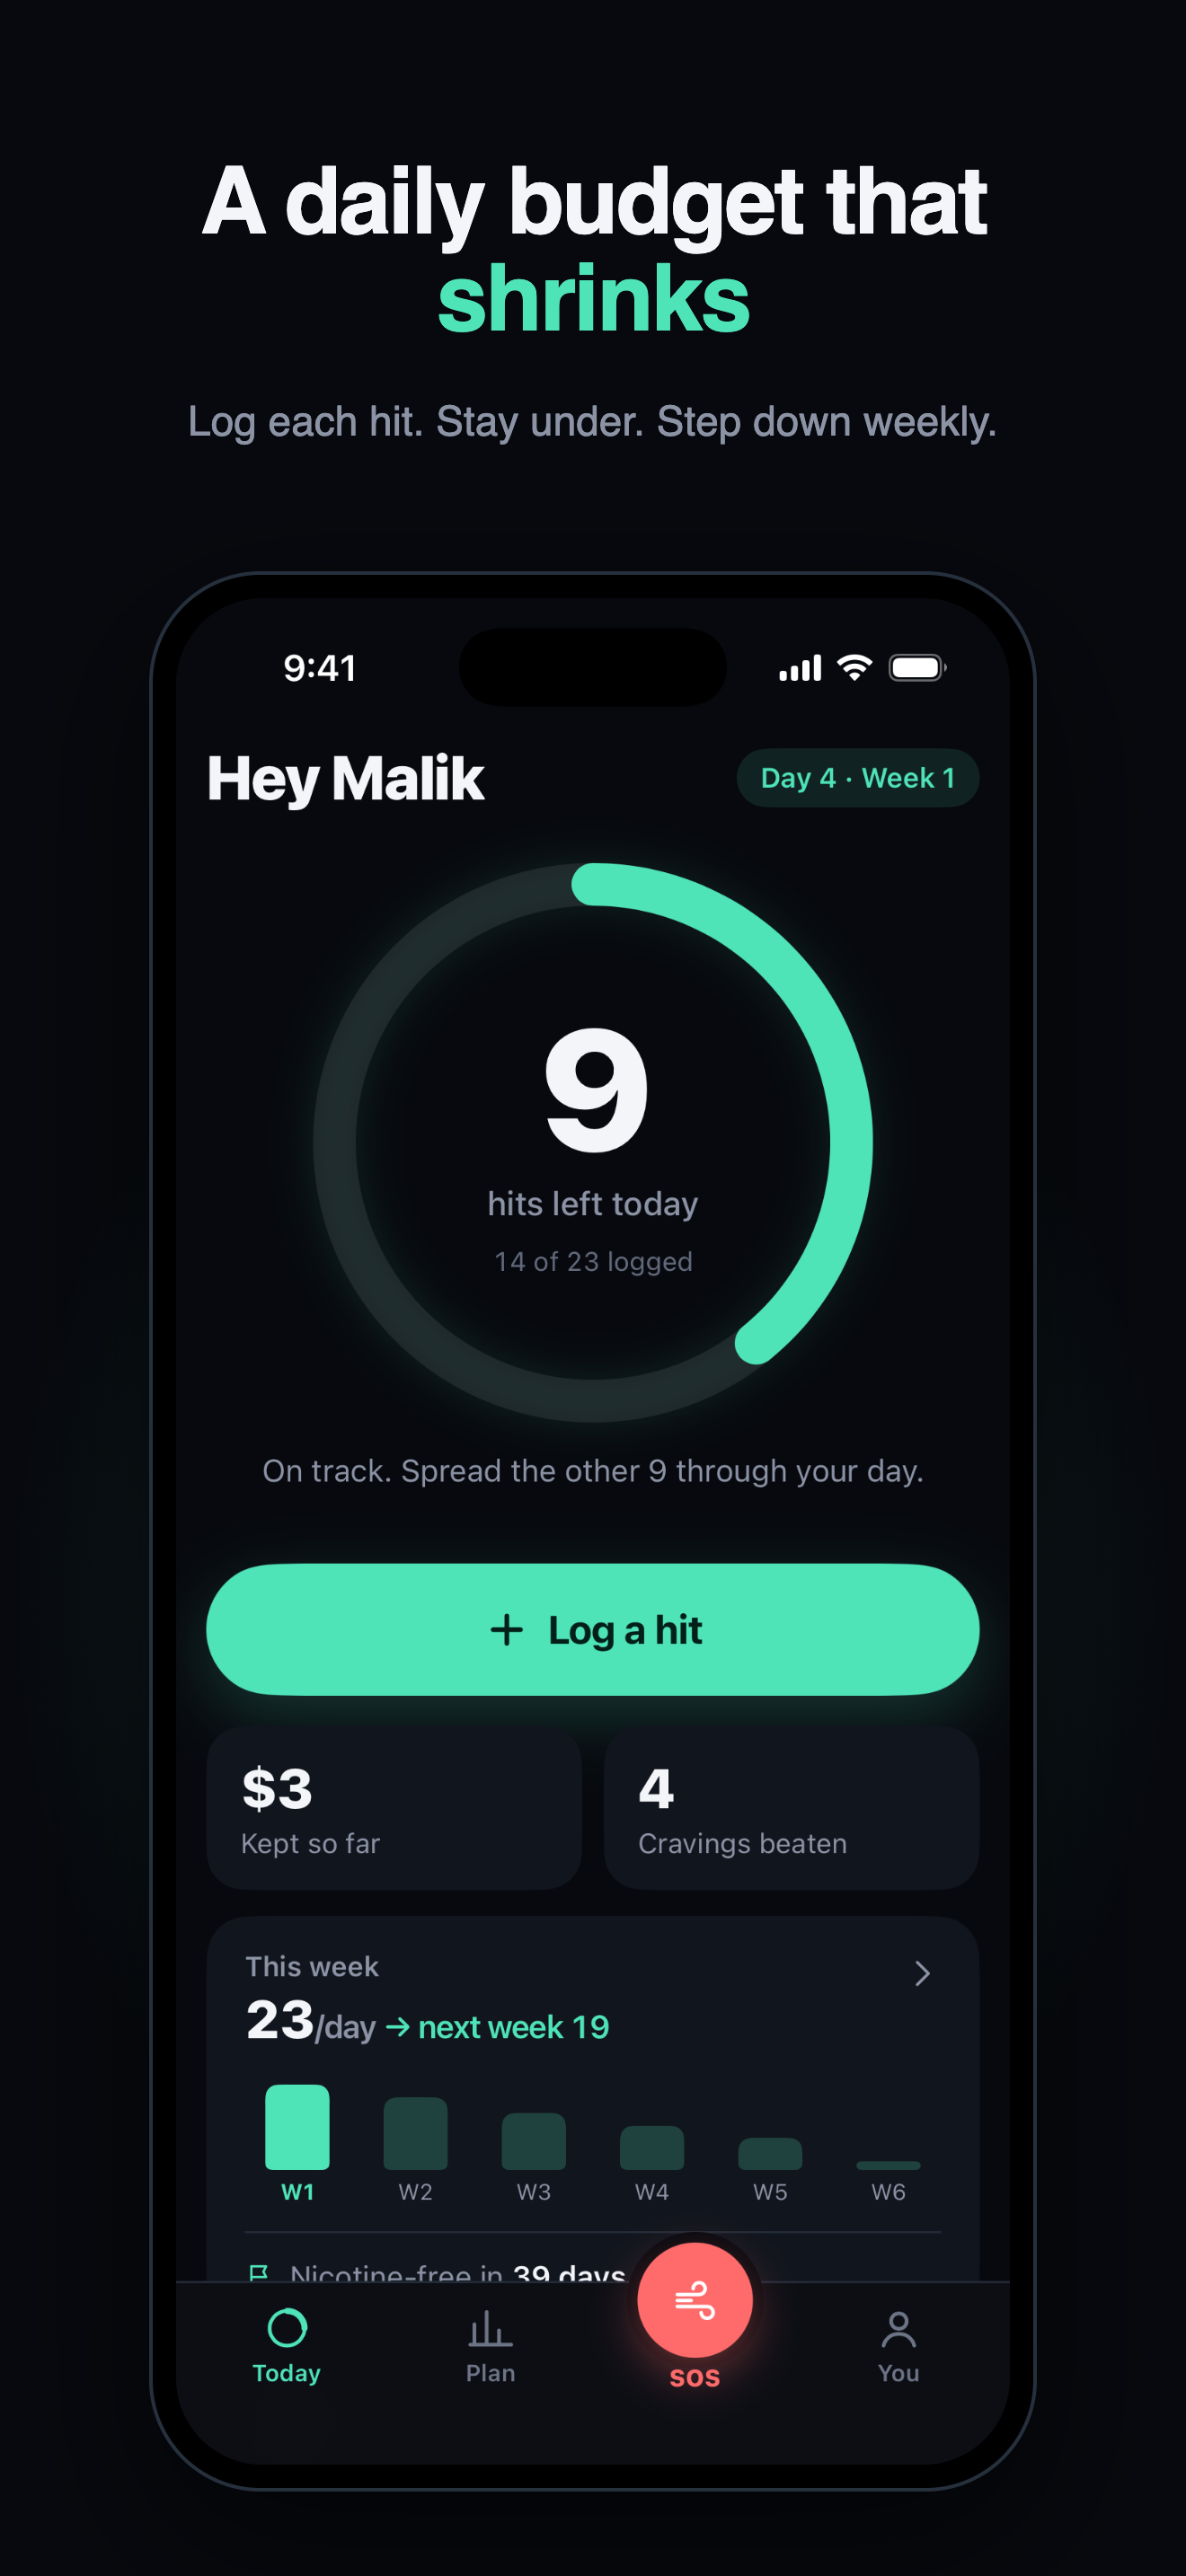 A daily budget that
shrinks
Log each hit. Stay under. Step down weekly.
9:41
Hey Malik
Day 4 · Week 1
9
hits left today
14 of 23 logged
On track. Spread the other 9 through your day.
+ Log a hit
$3
Kept so far
4
Cravings beaten
This week
23/day → next week 19
W1 W2 W3 W4 W5 W6
Nicotine-free in 39 days
Today
Plan
SOS
You